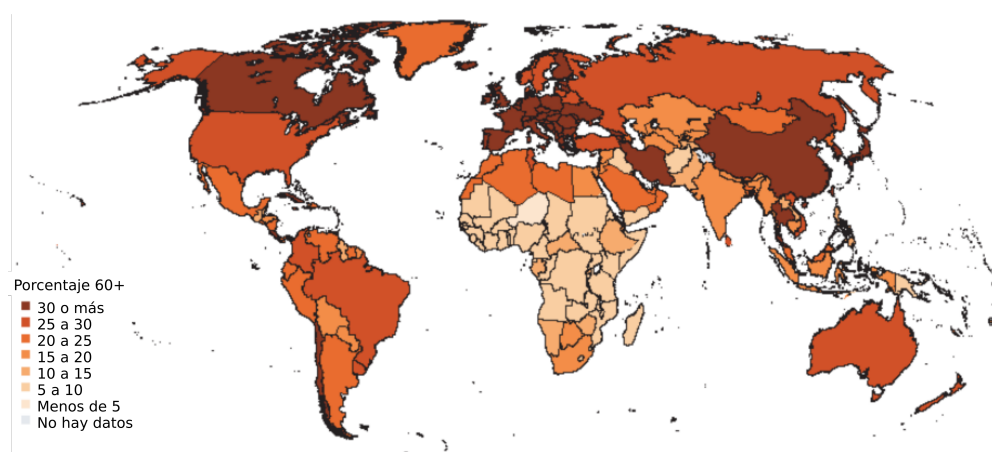 Porcentaje 60+
30 o más
25 a 30
20 a 25
15 a 20
10 a 15
5 a 10
Menos de 5
No hay datos